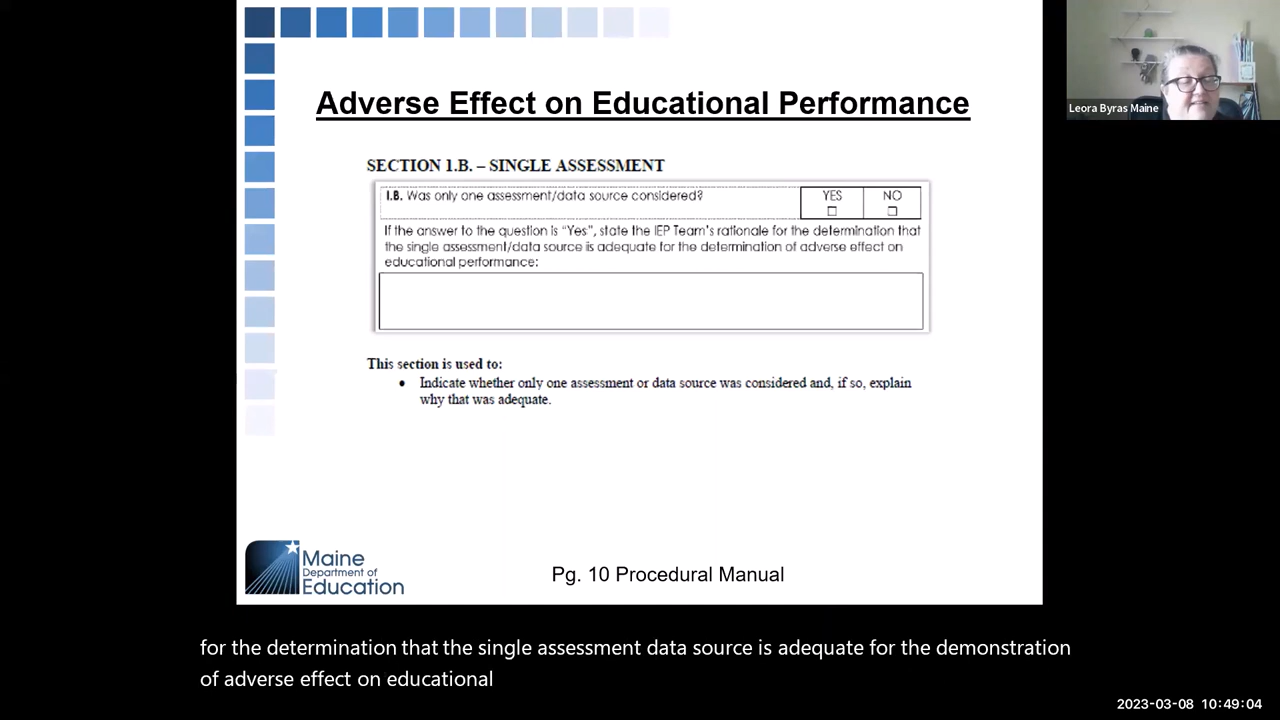 Adverse Effect on Educational Performance
SECTION 1.B. – SINGLE ASSESSMENT
1.B. Was only one assessment/data source considered?
YES
NO
If the answer to the question is “Yes”, state the IEP Team’s rationale for the determination that
the single assessment/data source is adequate for the determination of adverse effect on
educational performance:
This section is used to:
• Indicate whether only one assessment or data source was considered and, if so, explain
why that was adequate.
Maine
Department of
Education
Pg. 10 Procedural Manual
Leora Byras Maine
for the determination that the single assessment data source is adequate for the demonstration
of adverse effect on educational
2023-03-08 10:49:04